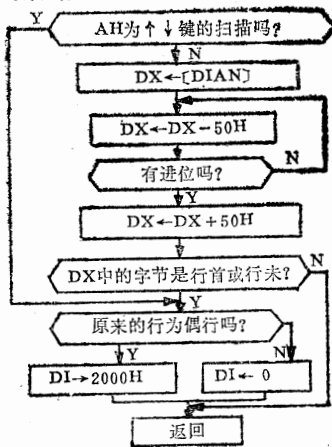 Y
AH为↑↓键的扫描吗?
N
DX←[DIAN]
DX←DX-50H
有进位吗?
N
Y
DX←DX+50H
DX中的字节是行首或行末?
N
Y
原来的行为偶行吗?
Y
N
DI→2000H
DI←0
返回